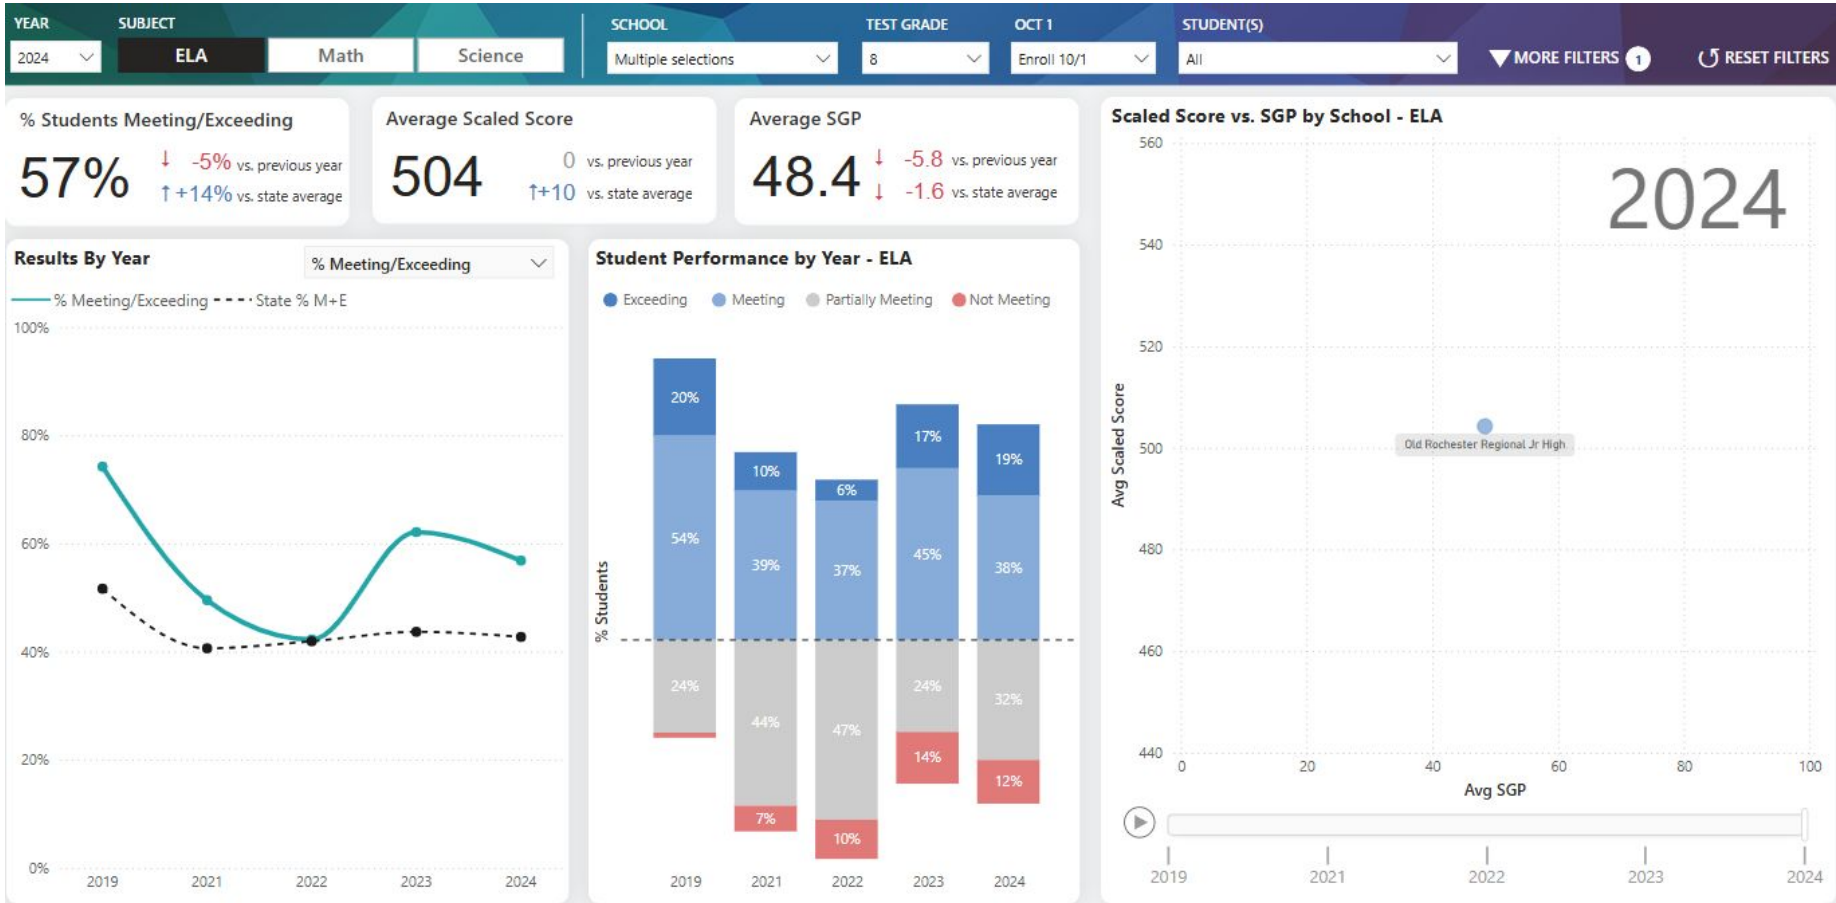 YEAR SUBJECT SCHOOL TEST GRADE OCT 1 STUDENT(S)
2024 ELA Math Science Multiple selections 8 Enroll 10/1 All MORE FILTERS 1 RESET FILTERS
% Students Meeting/Exceeding
57%
↓ -5% vs. previous year
↑ +14% vs. state average
Average Scaled Score
504
0 vs. previous year
↑+10 vs. state average
Average SGP
48.4
↓ -5.8 vs. previous year
↓ -1.6 vs. state average
Results By Year
% Meeting/Exceeding
% Meeting/Exceeding State % M+E
100%
80%
60%
40%
20%
0%
2019 2021 2022 2023 2024
Student Performance by Year - ELA
Exceeding Meeting Partially Meeting Not Meeting
% Students
20% 10% 6% 17% 19%
54% 39% 37% 45% 38%
24% 44% 47% 24% 32%
7% 10% 14% 12%
2019 2021 2022 2023 2024
Scaled Score vs. SGP by School - ELA
2024
Avg Scaled Score
560
540
520
500
480
460
440
Old Rochester Regional Jr High
0 20 40 60 80 100
Avg SGP
2019 2021 2022 2023 2024